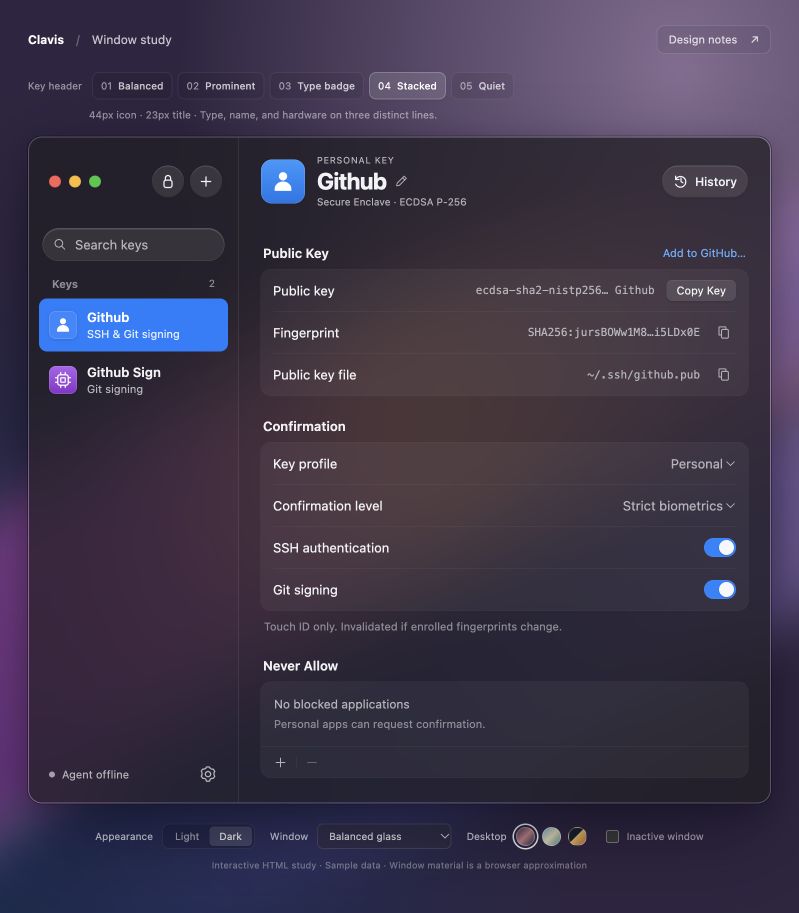 Clavis / Window study
Design notes
Key header
01 Balanced
02 Prominent
03 Type badge
04 Stacked
05 Quiet
44px icon · 23px title · Type, name, and hardware on three distinct lines.
Search keys
Keys 2
Github
SSH & Git signing
Github Sign
Git signing
Agent offline
PERSONAL KEY
Github
Secure Enclave · ECDSA P-256
History
Public Key
Add to GitHub…
Public key ecdsa-sha2-nistp256… Github Copy Key
Fingerprint SHA256:jursBOWw1M8…i5LDx0E
Public key file ~/.ssh/github.pub
Confirmation
Key profile Personal
Confirmation level Strict biometrics
SSH authentication
Git signing
Touch ID only. Invalidated if enrolled fingerprints change.
Never Allow
No blocked applications
Personal apps can request confirmation.
Appearance Light Dark Window Balanced glass Desktop Inactive window
Interactive HTML study · Sample data · Window material is a browser approximation